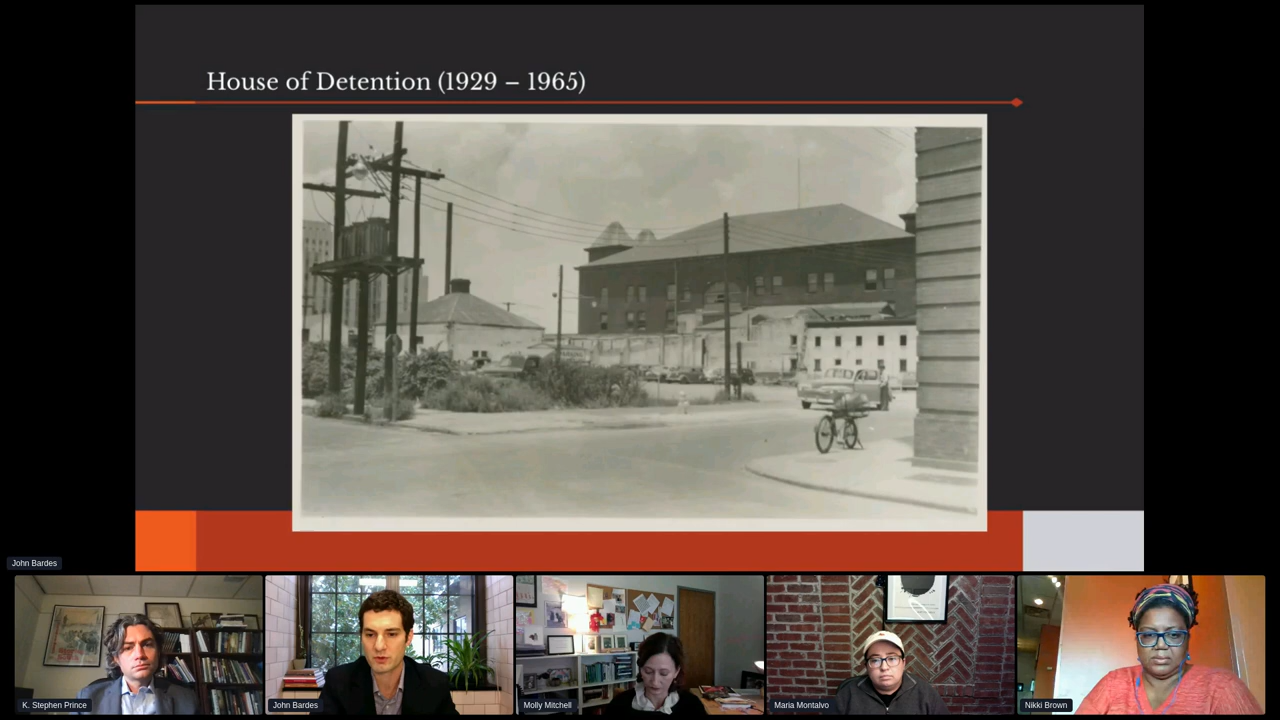 House of Detention (1929 – 1965)
John Bardes
K. Stephen Prince
John Bardes
Molly Mitchell
Maria Montalvo
Nikki Brown